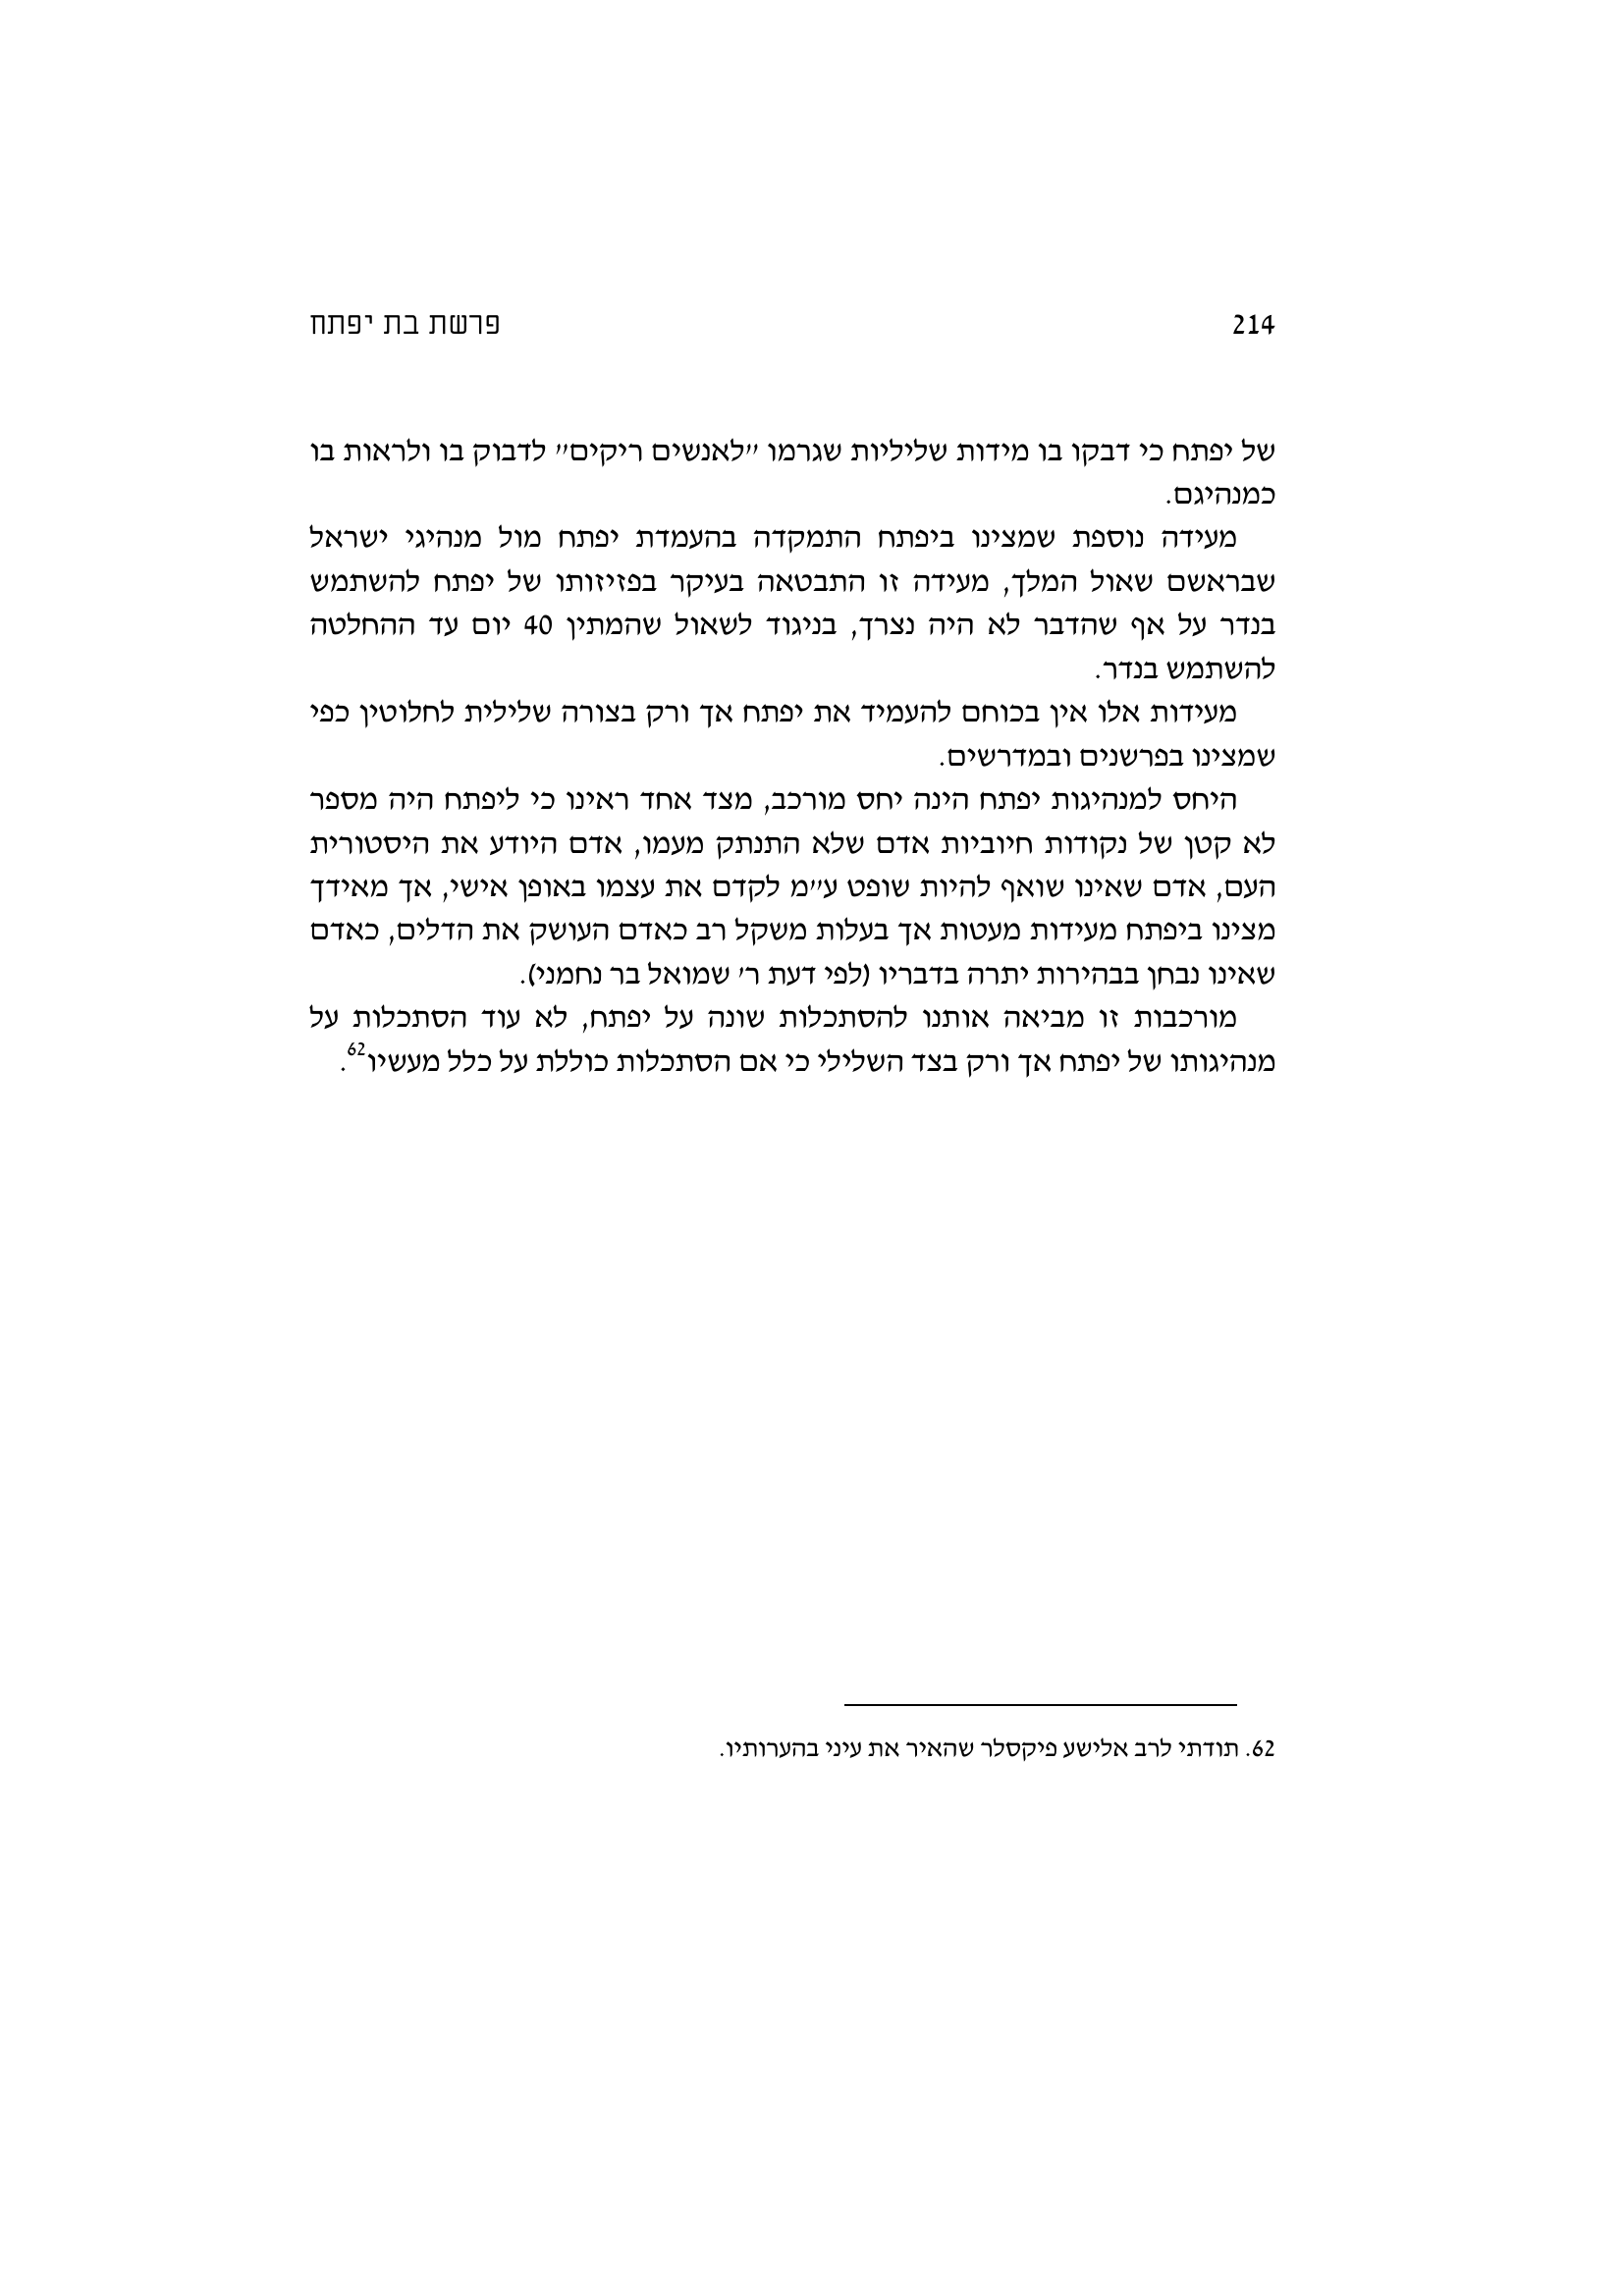 214 פרשת בת יפתח
של יפתח כי דבקו בו מידות שליליות שגרמו "לאנשים ריקים" לדבוק בו ולראות בו
כמנהיגם.
מעידה נוספת שמצינו ביפתח התמקדה בהעמדת יפתח מול מנהיגי ישראל
שבראשם שאול המלך, מעידה זו התבטאה בעיקר בפזיזותו של יפתח להשתמש
בנדר על אף שהדבר לא היה נצרך, בניגוד לשאול שהמתין 40 יום עד ההחלטה
להשתמש בנדר.
מעידות אלו אין בכוחם להעמיד את יפתח אך ורק בצורה שלילית לחלוטין כפי
שמצינו בפרשנים ובמדרשים.
היחס למנהיגות יפתח הינה יחס מורכב, מצד אחד ראינו כי ליפתח היה מספר
לא קטן של נקודות חיוביות אדם שלא התנתק מעמו, אדם היודע את היסטורית
העם, אדם שאינו שואף להיות שופט ע"מ לקדם את עצמו באופן אישי, אך מאידך
מצינו ביפתח מעידות מעטות אך בעלות משקל רב כאדם העושק את הדלים, כאדם
שאינו נבחן בבהירות יתרה בדבריו (לפי דעת ר' שמואל בר נחמני).
מורכבות זו מביאה אותנו להסתכלות שונה על יפתח, לא עוד הסתכלות על
מנהיגותו של יפתח אך ורק בצד השלילי כי אם הסתכלות כוללת על כלל מעשיו62.
62. תודתי לרב אלישע פיקסלר שהאיר את עיני בהערותיו.